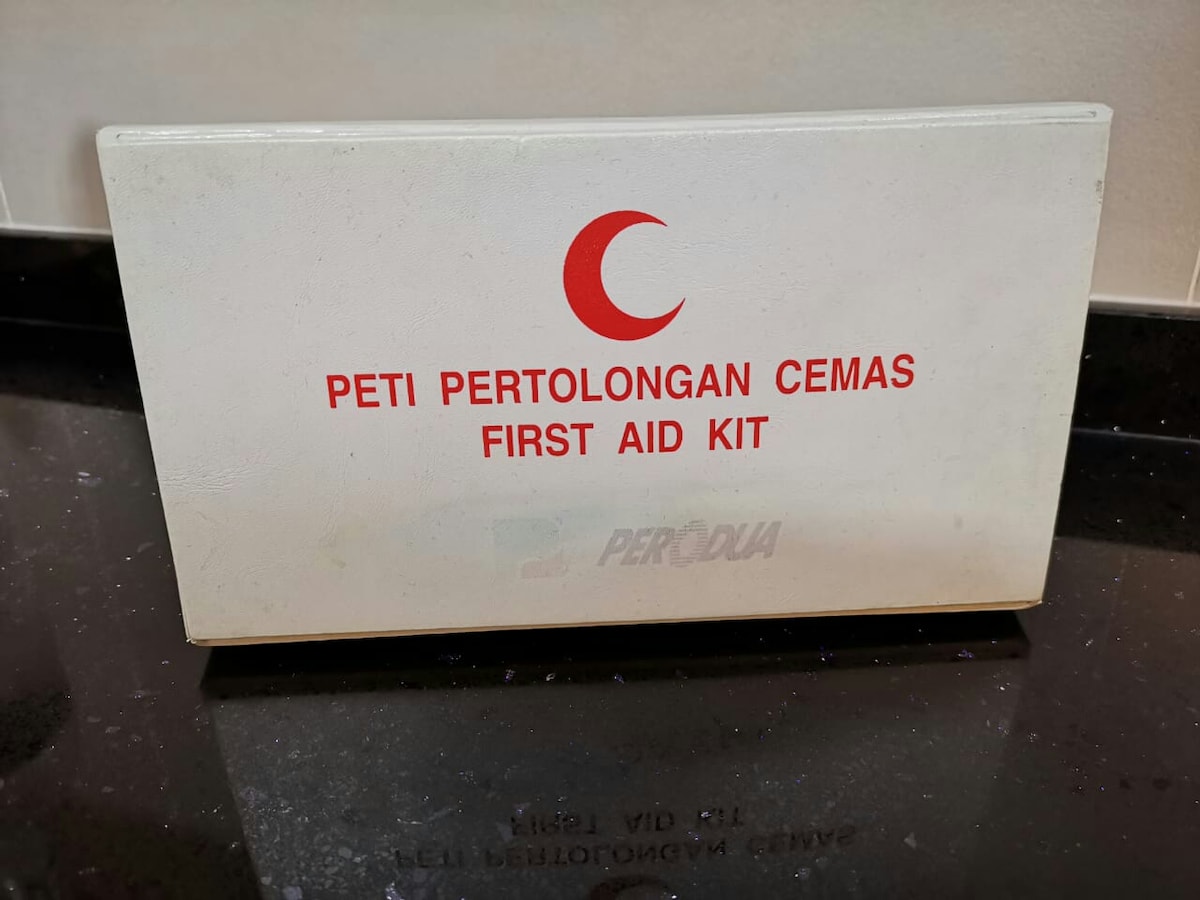 PETI PERTOLONGAN CEMAS
FIRST AID KIT
PERODUA